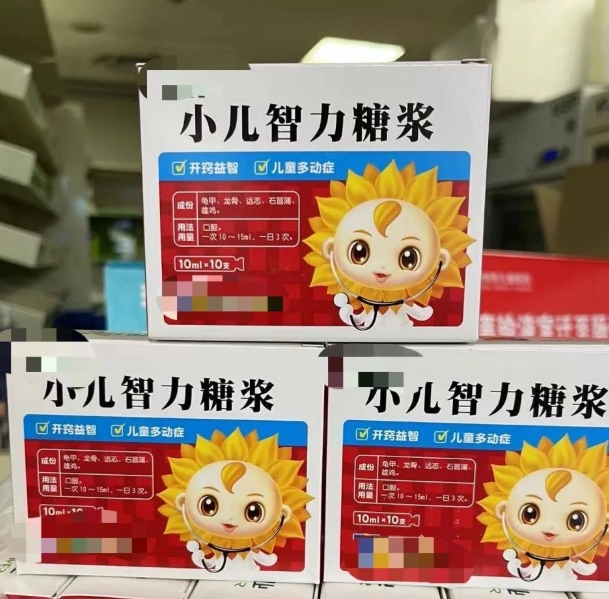 小儿智力糖浆
开窍益智 儿童多动症
成份 龟甲、龙骨、远志、石菖蒲、
雄鸡。
用法
用量 口服。
一次10～15ml，一日3次。
10ml×10支
小儿智力糖浆
开窍益智 儿童多动症
成份 龟甲、龙骨、远志、石菖蒲、
雄鸡。
用法
用量 口服。
一次10～15ml，一日3次。
10ml×10
小儿智力糖浆
开窍益智 儿童多动症
成份 龟甲、龙骨、远志、石菖蒲、
雄鸡。
用法
用量 口服。
一次10～15ml，一日3次。
10ml×10支